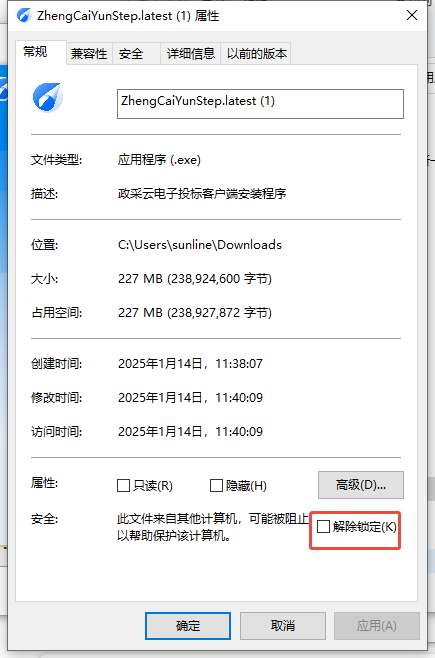 ZhengCaiYunStep.latest (1) 属性
常规 兼容性 安全 详细信息 以前的版本
ZhengCaiYunStep.latest (1)
文件类型: 应用程序 (.exe)
描述: 政采云电子投标客户端安装程序
位置: C:\Users\sunline\Downloads
大小: 227 MB (238,924,600 字节)
占用空间: 227 MB (238,927,872 字节)
创建时间: 2025年1月14日，11:38:07
修改时间: 2025年1月14日，11:40:09
访问时间: 2025年1月14日，11:40:09
属性: 只读(R) 隐藏(H) 高级(D)...
安全: 此文件来自其他计算机，可能被阻止 解除锁定(K)
以帮助保护该计算机。
确定 取消 应用(A)